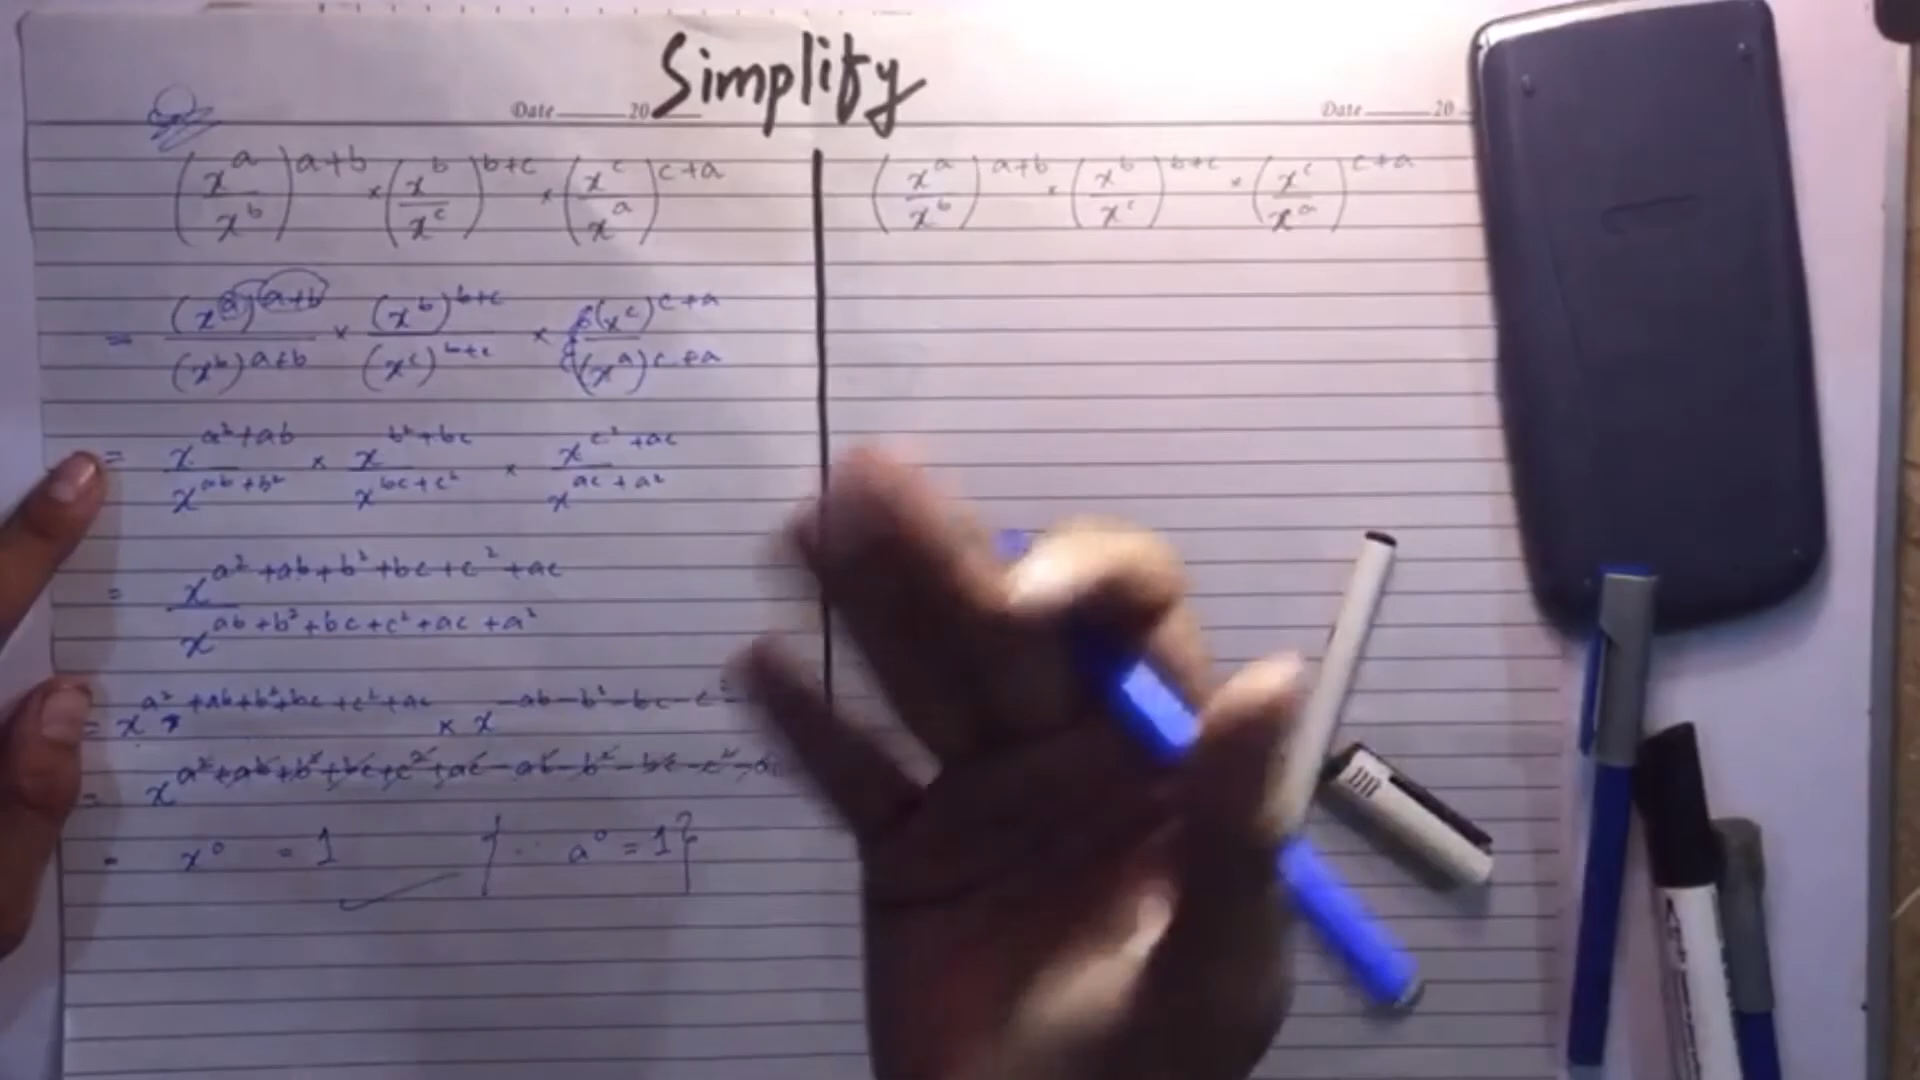 Simplify
Date 20
Date 20
(x^a/x^b)^a+b × (x^b/x^c)^b+c × (x^c/x^a)^c+a
(x^a/x^b)^a+b × (x^b/x^c)^b+c × (x^c/x^a)^c+a
= (x^a)^(a+b)/(x^b)^a+b × (x^b)^b+c/(x^c)^b+c × (x^c)^c+a/(x^a)^c+a
= x^a²+ab/x^ab+b² × x^b²+bc/x^bc+c² × x^c²+ac/x^ac+a²
= x^a²+ab+b²+bc+c²+ac/x^ab+b²+bc+c²+ac+a²
= x^a²+ab+b²+bc+c²+ac × x^-ab-b²-bc-c²
= x^a²+ab+b²+bc+c²+ac-ab-b²-bc-c²-a
= x⁰ = 1 { ∵ a⁰ = 1 }